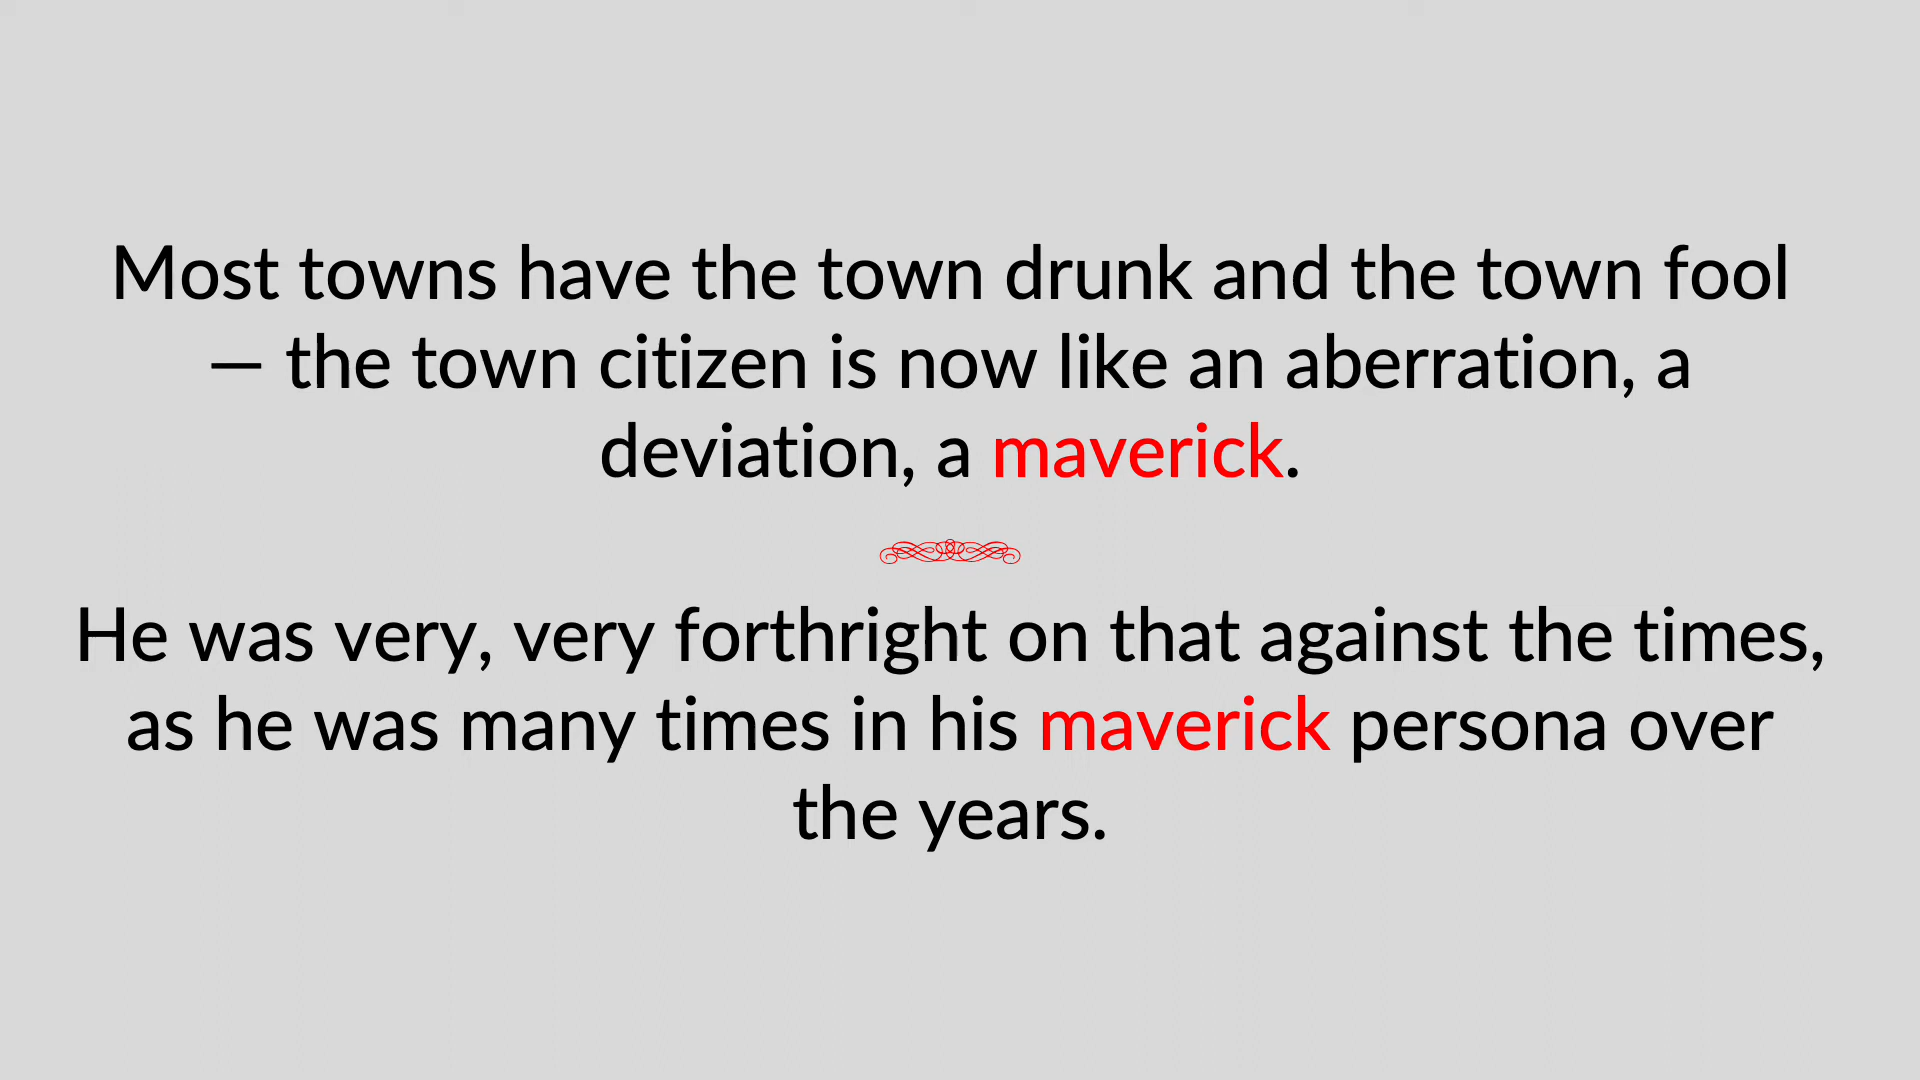 Most towns have the town drunk and the town fool
— the town citizen is now like an aberration, a
deviation, a maverick.
He was very, very forthright on that against the times,
as he was many times in his maverick persona over
the years.